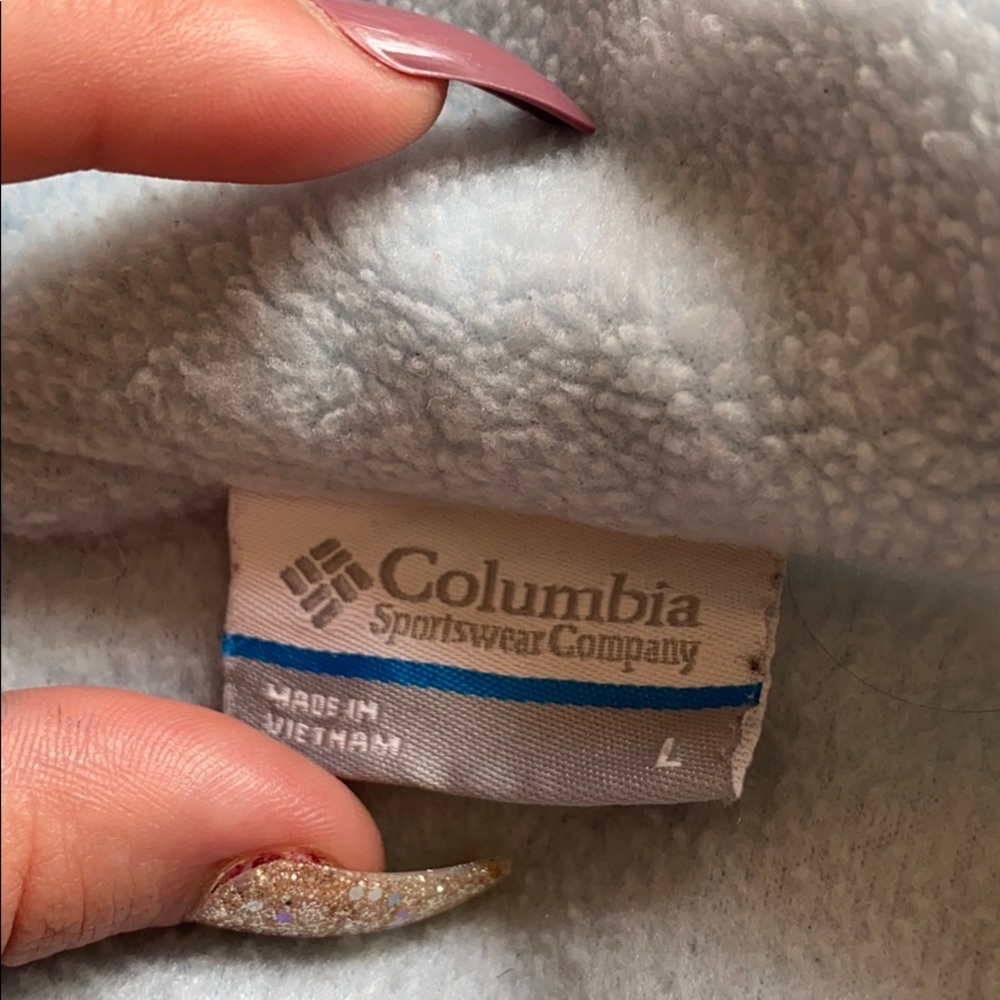 Columbia
Sportswear Company
MADE IN
VIETNAM
L